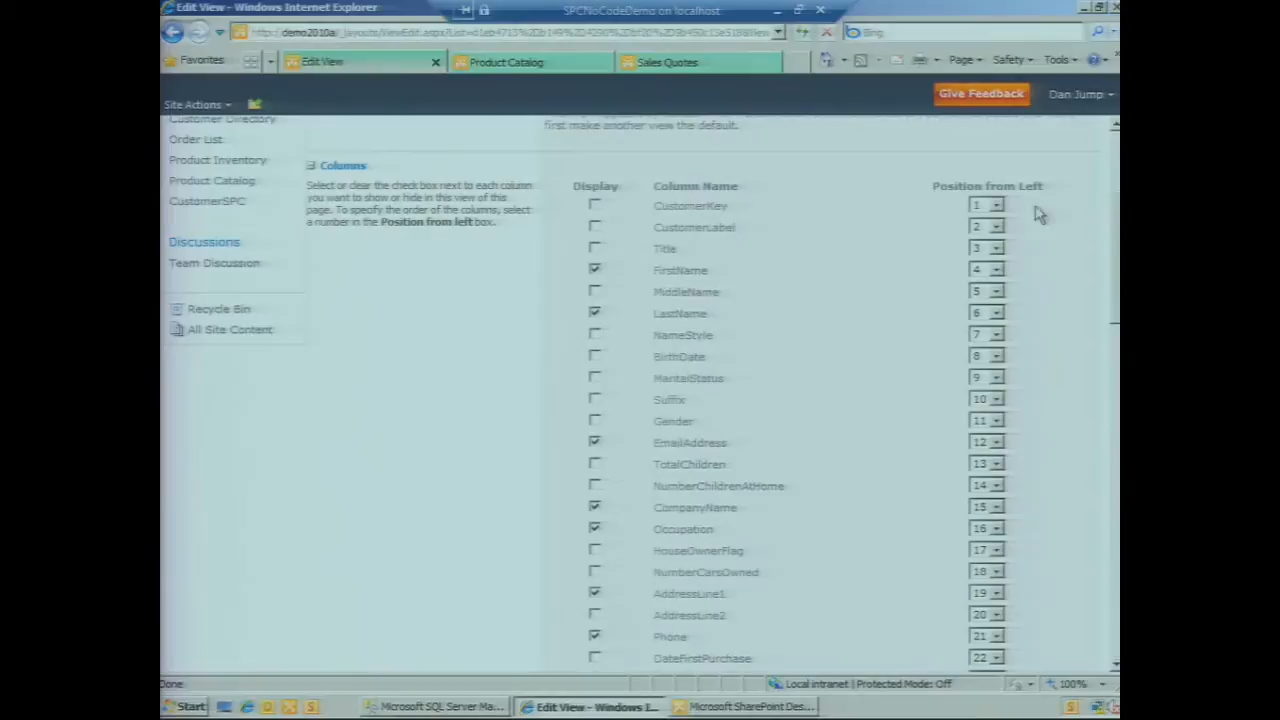 Edit View - Windows Internet Explorer
SPCNoCodeDemo on localhost
Bing
Favorites
Edit View
Product Catalog
Sales Quotes
Page
Safety
Tools
Site Actions
Give Feedback
Dan Jump
Customer Directory
first make another view the default.
Order List
Product Inventory
Product Catalog
CustomerSPC
Discussions
Team Discussion
Recycle Bin
All Site Content
Columns
Select or clear the check box next to each column
you want to show or hide in this view of this
page. To specify the order of the columns, select
a number in the Position from left box.
Display Column Name Position from Left
CustomerKey 1
CustomerLabel 2
Title 3
FirstName 4
MiddleName 5
LastName 6
NameStyle 7
BirthDate 8
MaritalStatus 9
Suffix 10
Gender 11
EmailAddress 12
TotalChildren 13
NumberChildrenAtHome 14
CompanyName 15
Occupation 16
HouseOwnerFlag 17
NumberCarsOwned 18
AddressLine1 19
AddressLine2 20
Phone 21
DateFirstPurchase 22
Done
Local intranet | Protected Mode: Off
100%
Start
Microsoft SQL Server Ma...
Edit View - Windows I...
Microsoft SharePoint Des...